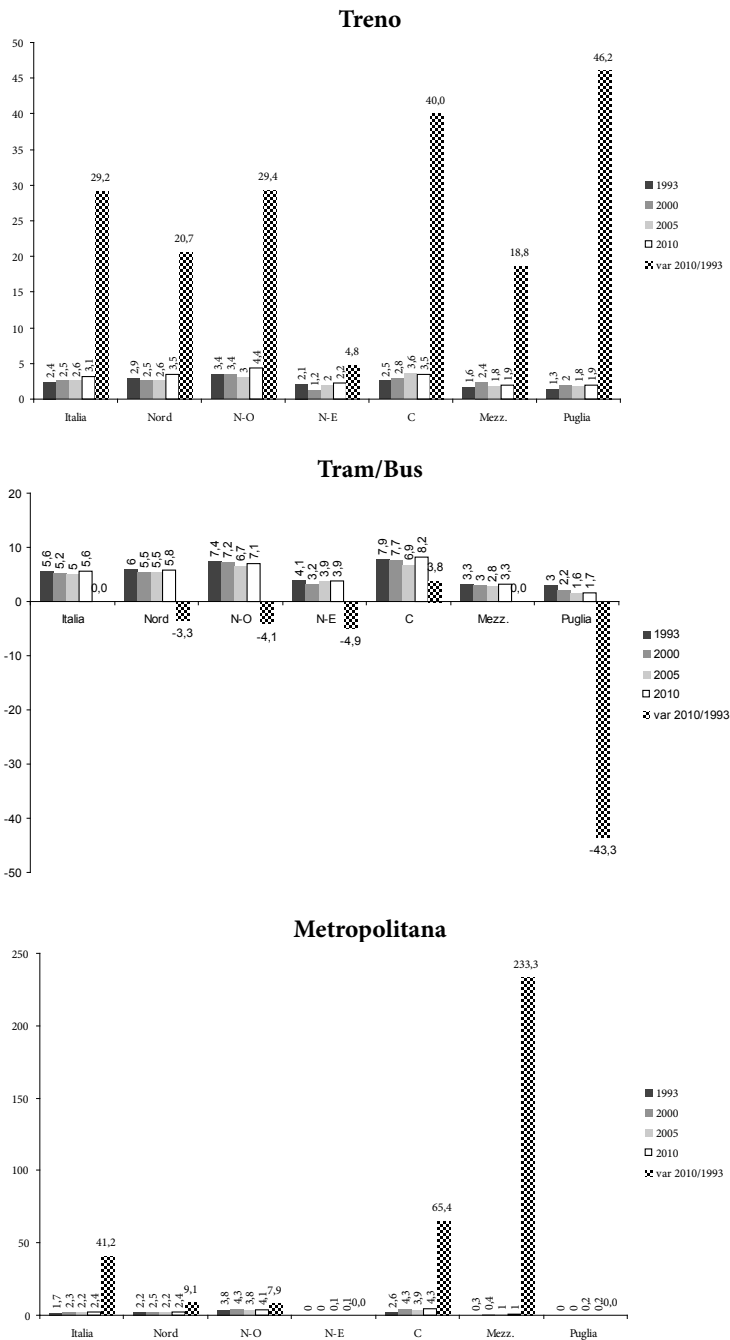 Treno
50
45
40
35
30
25
20
15
10
5
0
2,4 2,5 2,6 3,1 29,2
2,9 2,5 2,6 3,5 20,7
3,4 3,4 3 4,4 29,4
2,1 1,2 2 2,2 4,8
2,5 2,8 3,6 3,5 40,0
1,6 2,4 1,8 1,9 18,8
1,3 2 1,8 1,9 46,2
Italia Nord N-O N-E C Mezz. Puglia
1993
2000
2005
2010
var 2010/1993
Tram/Bus
20
10
0
-10
-20
-30
-40
-50
5,6 5,2 5 5,6 0,0
6 5,5 5,5 5,8 -3,3
7,4 7,2 6,7 7,1 -4,1
4,1 3,2 3,9 3,9 -4,9
7,9 7,7 6,9 8,2 3,8
3,3 3 2,8 3,3 0,0
3 2,2 1,6 1,7 -43,3
Italia Nord N-O N-E C Mezz. Puglia
1993
2000
2005
2010
var 2010/1993
Metropolitana
250
200
150
100
50
0
1,7 2,3 2,2 2,4 41,2
2,2 2,5 2,2 2,4 9,1
3,8 4,3 3,8 4,1 7,9
0 0 0,1 0,1 0,0
2,6 4,3 3,9 4,3 65,4
0,3 0,4 1 1 233,3
0 0 0,2 0,2 0,0
Italia Nord N-O N-E C Mezz. Puglia
1993
2000
2005
2010
var 2010/1993